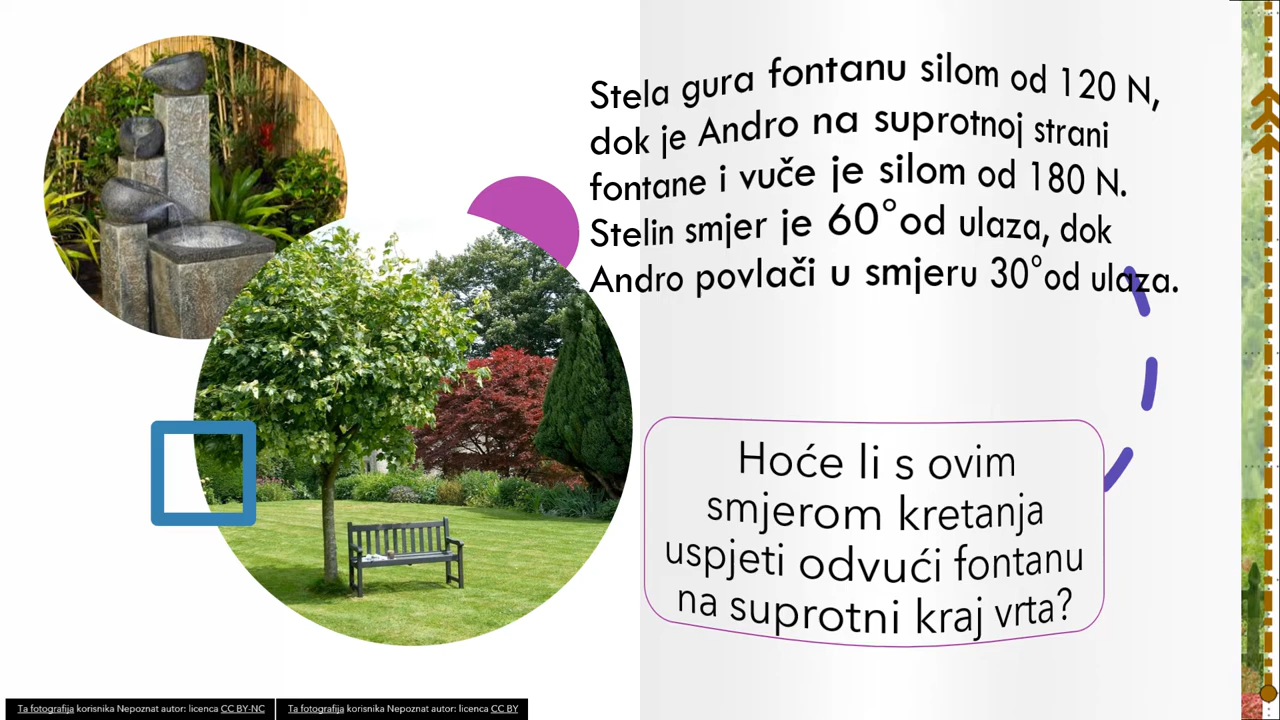 Stela gura fontanu silom od 120 N,
dok je Andro na suprotnoj strani
fontane i vuče je silom od 180 N.
Stelin smjer je 60°od ulaza, dok
Andro povlači u smjeru 30°od ulaza.
Hoće li s ovim
smjerom kretanja
uspjeti odvući fontanu
na suprotni kraj vrta?
Ta fotografija korisnika Nepoznat autor: licenca CC BY-NC
Ta fotografija korisnika Nepoznat autor: licenca CC BY